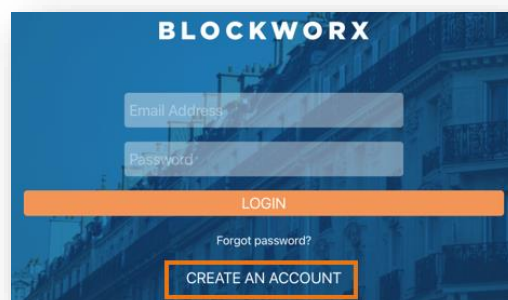 BLOCKWORX
Email Address
Password
LOGIN
Forgot password?
CREATE AN ACCOUNT